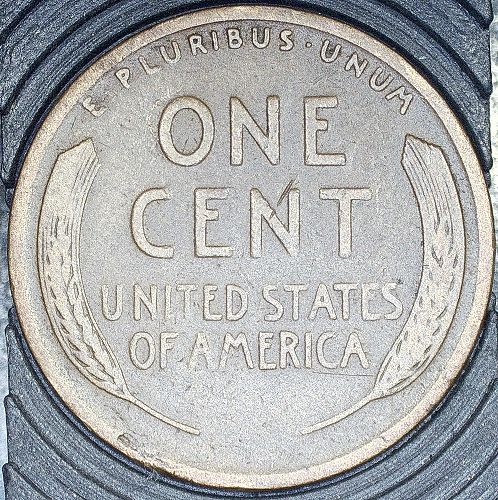 E PLURIBUS · UNUM
ONE
CENT
UNITED STATES
OF AMERICA